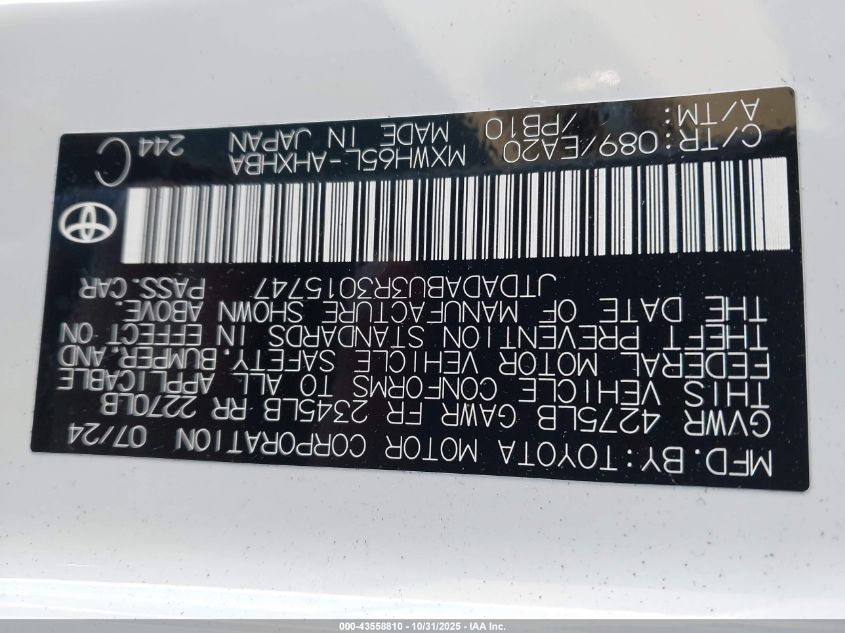 MFD.BY:TOYOTA MOTOR CORPORATION 07/24
GVWR 4275LB GAWR FR 2345LB RR 2270LB
THIS VEHICLE CONFORMS TO ALL APPLICABLE
FEDERAL MOTOR VEHICLE SAFETY, BUMPER, AND
THEFT PREVENTION STANDARDS IN EFFECT ON
THE DATE OF MANUFACTURE SHOWN ABOVE.
JTDADABU3R3015747 PASS.CAR
C/TR:089/EA20 MXWH65L-AHXHBA
A/TM: /PB10 MADE IN JAPAN
C 244
000-43558810 - 10/31/2025 - IAA Inc.